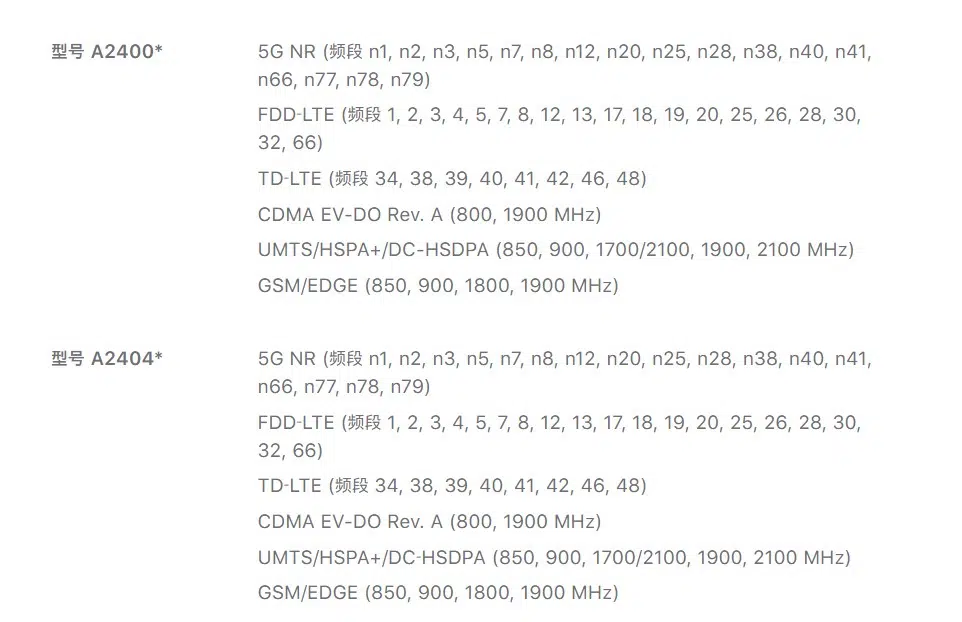 型号 A2400* 5G NR (频段 n1, n2, n3, n5, n7, n8, n12, n20, n25, n28, n38, n40, n41,
n66, n77, n78, n79)
FDD-LTE (频段 1, 2, 3, 4, 5, 7, 8, 12, 13, 17, 18, 19, 20, 25, 26, 28, 30,
32, 66)
TD-LTE (频段 34, 38, 39, 40, 41, 42, 46, 48)
CDMA EV-DO Rev. A (800, 1900 MHz)
UMTS/HSPA+/DC-HSDPA (850, 900, 1700/2100, 1900, 2100 MHz)
GSM/EDGE (850, 900, 1800, 1900 MHz)
型号 A2404* 5G NR (频段 n1, n2, n3, n5, n7, n8, n12, n20, n25, n28, n38, n40, n41,
n66, n77, n78, n79)
FDD-LTE (频段 1, 2, 3, 4, 5, 7, 8, 12, 13, 17, 18, 19, 20, 25, 26, 28, 30,
32, 66)
TD-LTE (频段 34, 38, 39, 40, 41, 42, 46, 48)
CDMA EV-DO Rev. A (800, 1900 MHz)
UMTS/HSPA+/DC-HSDPA (850, 900, 1700/2100, 1900, 2100 MHz)
GSM/EDGE (850, 900, 1800, 1900 MHz)